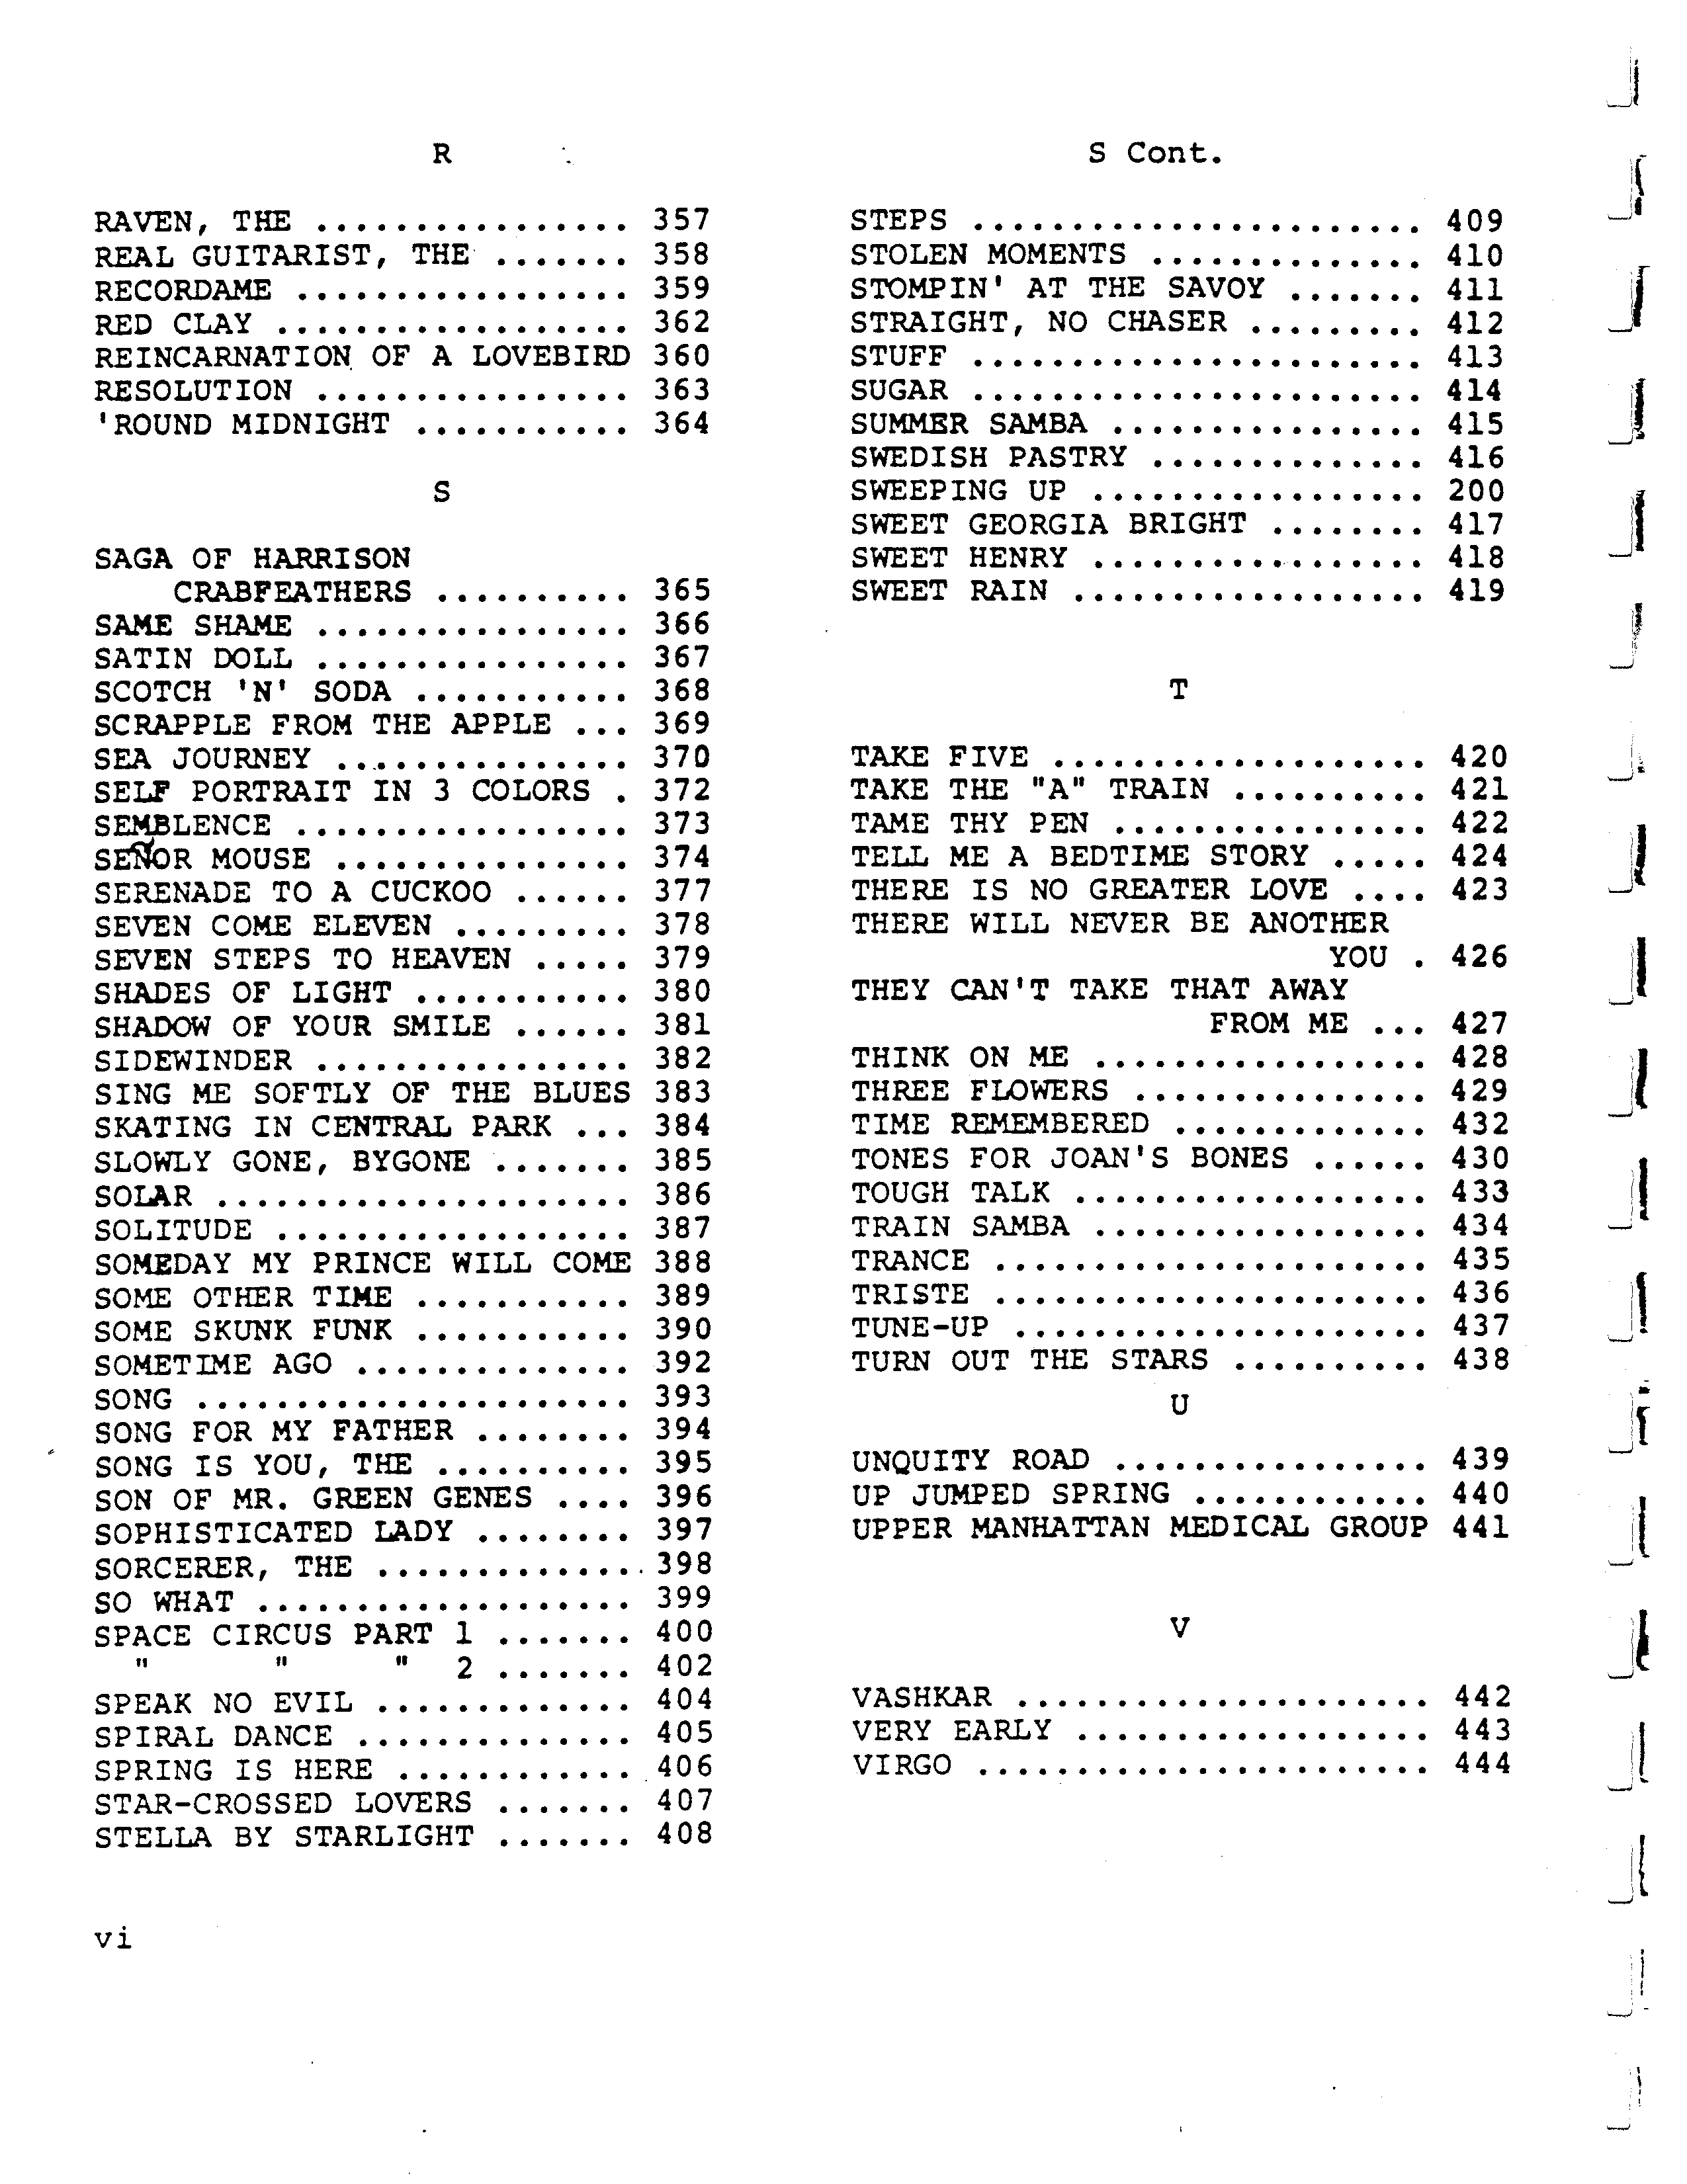 R
RAVEN, THE ................ 357
REAL GUITARIST, THE ....... 358
RECORDAME ................. 359
RED CLAY .................. 362
REINCARNATION OF A LOVEBIRD 360
RESOLUTION ................ 363
'ROUND MIDNIGHT ........... 364
S
SAGA OF HARRISON
CRABFEATHERS .......... 365
SAME SHAME ................ 366
SATIN DOLL ................ 367
SCOTCH 'N' SODA ........... 368
SCRAPPLE FROM THE APPLE ... 369
SEA JOURNEY ............... 370
SELF PORTRAIT IN 3 COLORS . 372
SEMBLENCE ................. 373
SEÑOR MOUSE ............... 374
SERENADE TO A CUCKOO ...... 377
SEVEN COME ELEVEN ......... 378
SEVEN STEPS TO HEAVEN ..... 379
SHADES OF LIGHT ........... 380
SHADOW OF YOUR SMILE ...... 381
SIDEWINDER ................ 382
SING ME SOFTLY OF THE BLUES 383
SKATING IN CENTRAL PARK ... 384
SLOWLY GONE, BYGONE ....... 385
SOLAR ..................... 386
SOLITUDE .................. 387
SOMEDAY MY PRINCE WILL COME 388
SOME OTHER TIME ........... 389
SOME SKUNK FUNK ........... 390
SOMETIME AGO .............. 392
SONG ...................... 393
SONG FOR MY FATHER ........ 394
SONG IS YOU, THE .......... 395
SON OF MR. GREEN GENES .... 396
SOPHISTICATED LADY ........ 397
SORCERER, THE ............. 398
SO WHAT ................... 399
SPACE CIRCUS PART 1 ....... 400
" " " 2 ....... 402
SPEAK NO EVIL ............. 404
SPIRAL DANCE .............. 405
SPRING IS HERE ............ 406
STAR-CROSSED LOVERS ....... 407
STELLA BY STARLIGHT ....... 408
vi
S Cont.
STEPS ....................... 409
STOLEN MOMENTS .............. 410
STOMPIN' AT THE SAVOY ....... 411
STRAIGHT, NO CHASER ......... 412
STUFF ....................... 413
SUGAR ....................... 414
SUMMER SAMBA ................ 415
SWEDISH PASTRY .............. 416
SWEEPING UP ................. 200
SWEET GEORGIA BRIGHT ........ 417
SWEET HENRY ................. 418
SWEET RAIN .................. 419
T
TAKE FIVE ................... 420
TAKE THE "A" TRAIN .......... 421
TAME THY PEN ................ 422
TELL ME A BEDTIME STORY ..... 424
THERE IS NO GREATER LOVE .... 423
THERE WILL NEVER BE ANOTHER
YOU . 426
THEY CAN'T TAKE THAT AWAY
FROM ME ... 427
THINK ON ME ................. 428
THREE FLOWERS ............... 429
TIME REMEMBERED ............. 432
TONES FOR JOAN'S BONES ...... 430
TOUGH TALK .................. 433
TRAIN SAMBA ................. 434
TRANCE ...................... 435
TRISTE ...................... 436
TUNE-UP ..................... 437
TURN OUT THE STARS .......... 438
U
UNQUITY ROAD ................ 439
UP JUMPED SPRING ............ 440
UPPER MANHATTAN MEDICAL GROUP 441
V
VASHKAR ..................... 442
VERY EARLY .................. 443
VIRGO ....................... 444